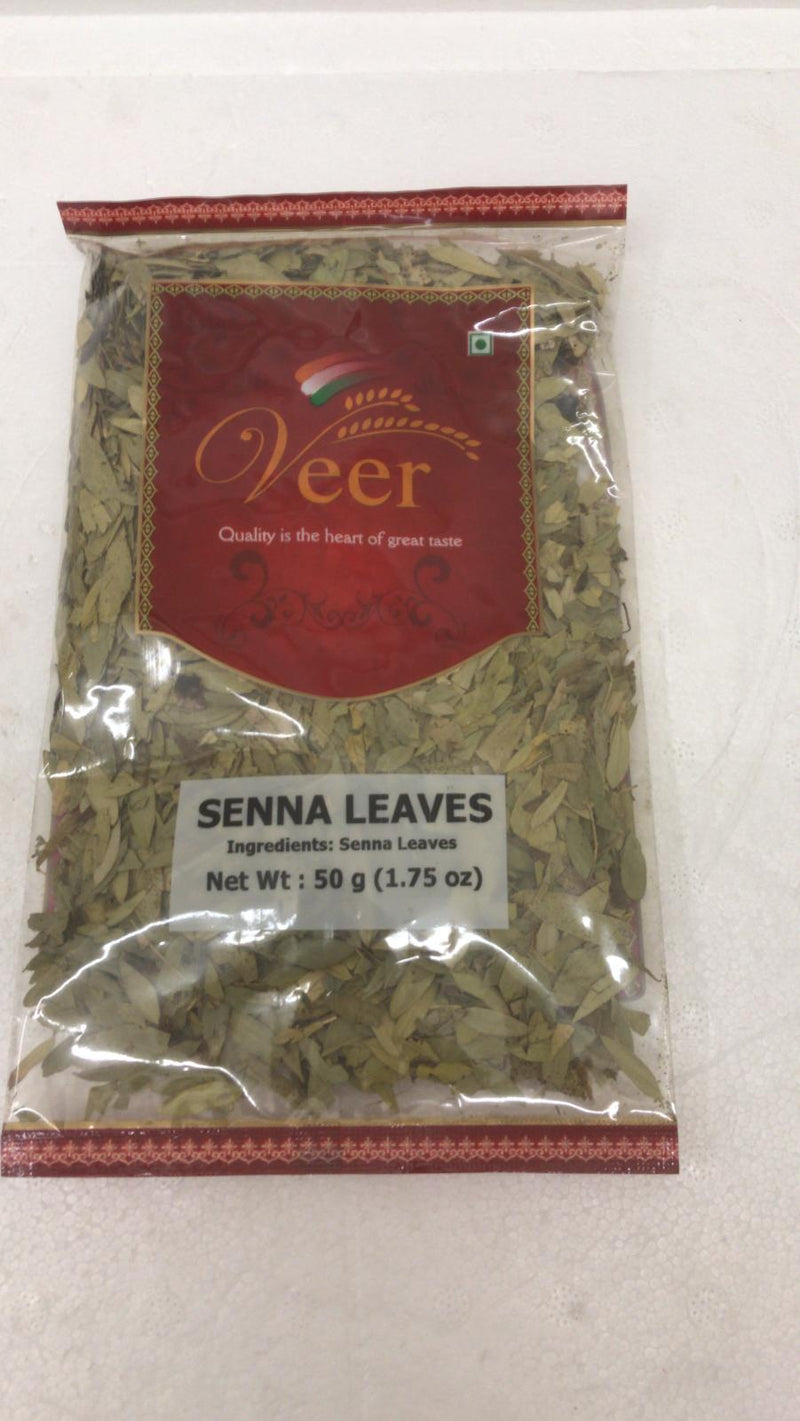 Veer
Quality is the heart of great taste
SENNA LEAVES
Ingredients: Senna Leaves
Net Wt : 50 g (1.75 oz)